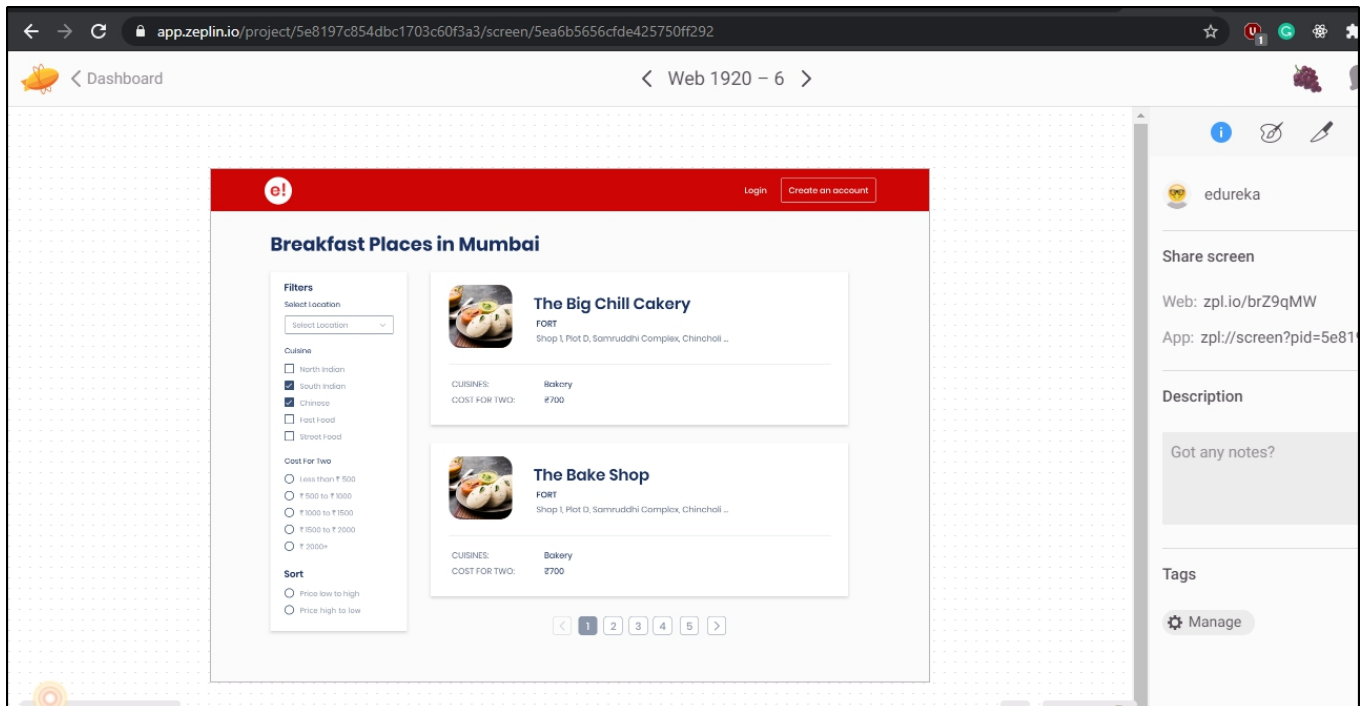 app.zeplin.io/project/5e8197c854dbc1703c60f3a3/screen/5ea6b5656cfde425750ff292
Dashboard
Web 1920 – 6
e!
Login
Create an account
Breakfast Places in Mumbai
Filters
Select Location
Select Location
Cuisine
North Indian
South Indian
Chinese
Fast Food
Street Food
Cost For Two
Less than ₹ 500
₹ 500 to ₹ 1000
₹ 1000 to ₹ 1500
₹ 1500 to ₹ 2000
₹ 2000+
Sort
Price low to high
Price high to low
The Big Chill Cakery
FORT
Shop 1, Plot D, Samruddhi Complex, Chincholi ...
CUISINES: Bakery
COST FOR TWO: ₹700
The Bake Shop
FORT
Shop 1, Plot D, Samruddhi Complex, Chincholi ...
CUISINES: Bakery
COST FOR TWO: ₹700
1 2 3 4 5
edureka
Share screen
Web: zpl.io/brZ9qMW
App: zpl://screen?pid=5e819
Description
Got any notes?
Tags
Manage